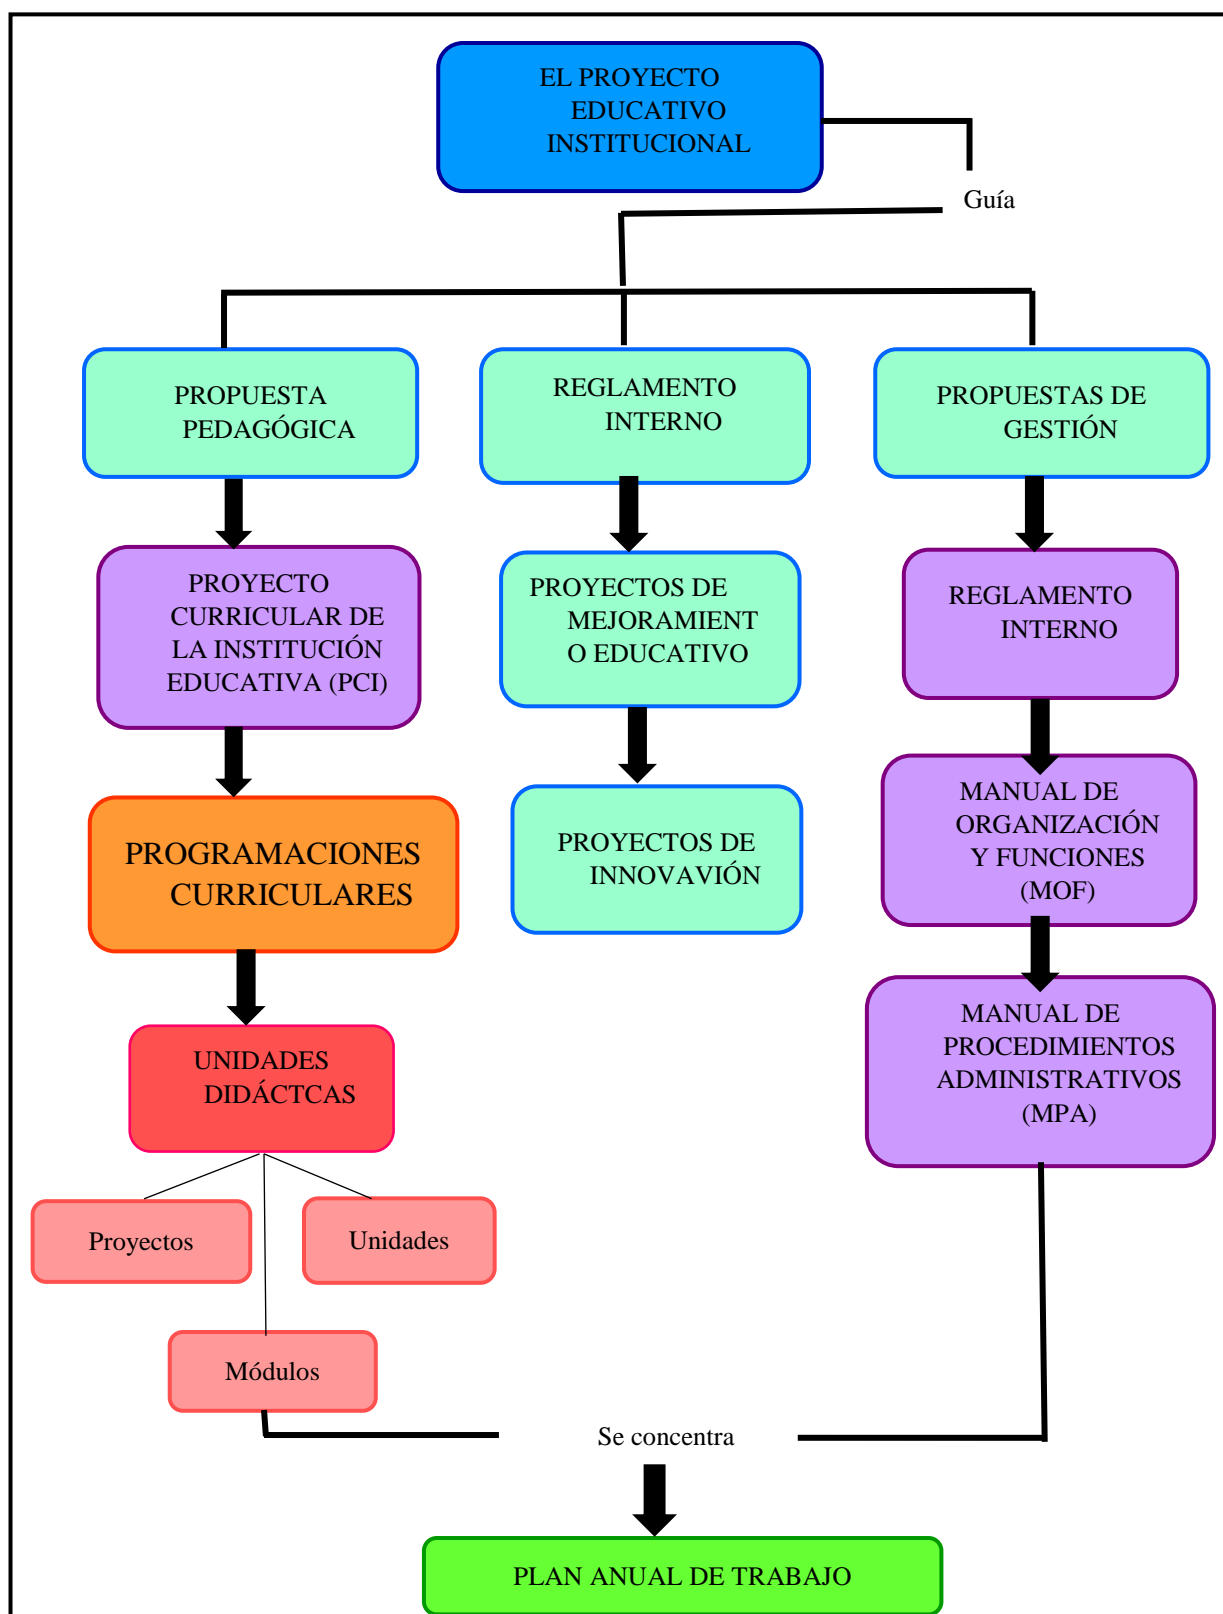 EL PROYECTO
EDUCATIVO
INSTITUCIONAL
Guía
PROPUESTA
PEDAGÓGICA
REGLAMENTO
INTERNO
PROPUESTAS DE
GESTIÓN
PROYECTO
CURRICULAR DE
LA INSTITUCIÓN
EDUCATIVA (PCI)
PROYECTOS DE
MEJORAMIENT
O EDUCATIVO
REGLAMENTO
INTERNO
PROGRAMACIONES
CURRICULARES
PROYECTOS DE
INNOVAVIÓN
MANUAL DE
ORGANIZACIÓN
Y FUNCIONES
(MOF)
UNIDADES
DIDÁCTCAS
MANUAL DE
PROCEDIMIENTOS
ADMINISTRATIVOS
(MPA)
Proyectos
Unidades
Módulos
Se concentra
PLAN ANUAL DE TRABAJO